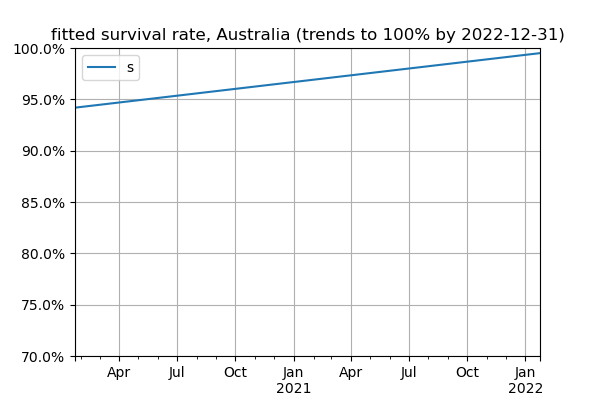 fitted survival rate, Australia (trends to 100% by 2022-12-31)
100.0%
s
95.0%
90.0%
85.0%
80.0%
75.0%
70.0%
Apr Jul Oct Jan Apr Jul Oct Jan
2021 2022